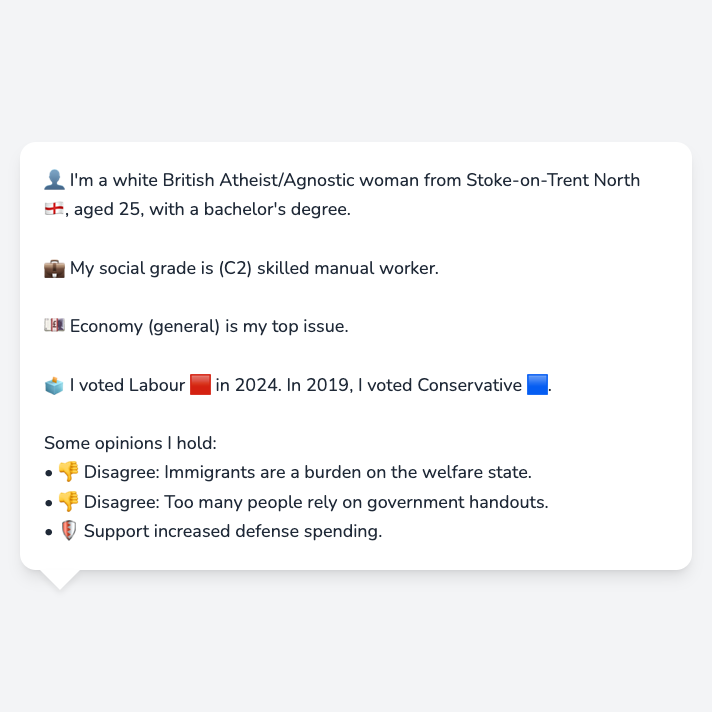 👤 I'm a white British Atheist/Agnostic woman from Stoke-on-Trent North
🏴󠁧󠁢󠁥󠁮󠁧󠁿, aged 25, with a bachelor's degree.
💼 My social grade is (C2) skilled manual worker.
💷 Economy (general) is my top issue.
🗳️ I voted Labour 🟥 in 2024. In 2019, I voted Conservative 🟦.
Some opinions I hold:
• 👎 Disagree: Immigrants are a burden on the welfare state.
• 👎 Disagree: Too many people rely on government handouts.
• 🛡️ Support increased defense spending.